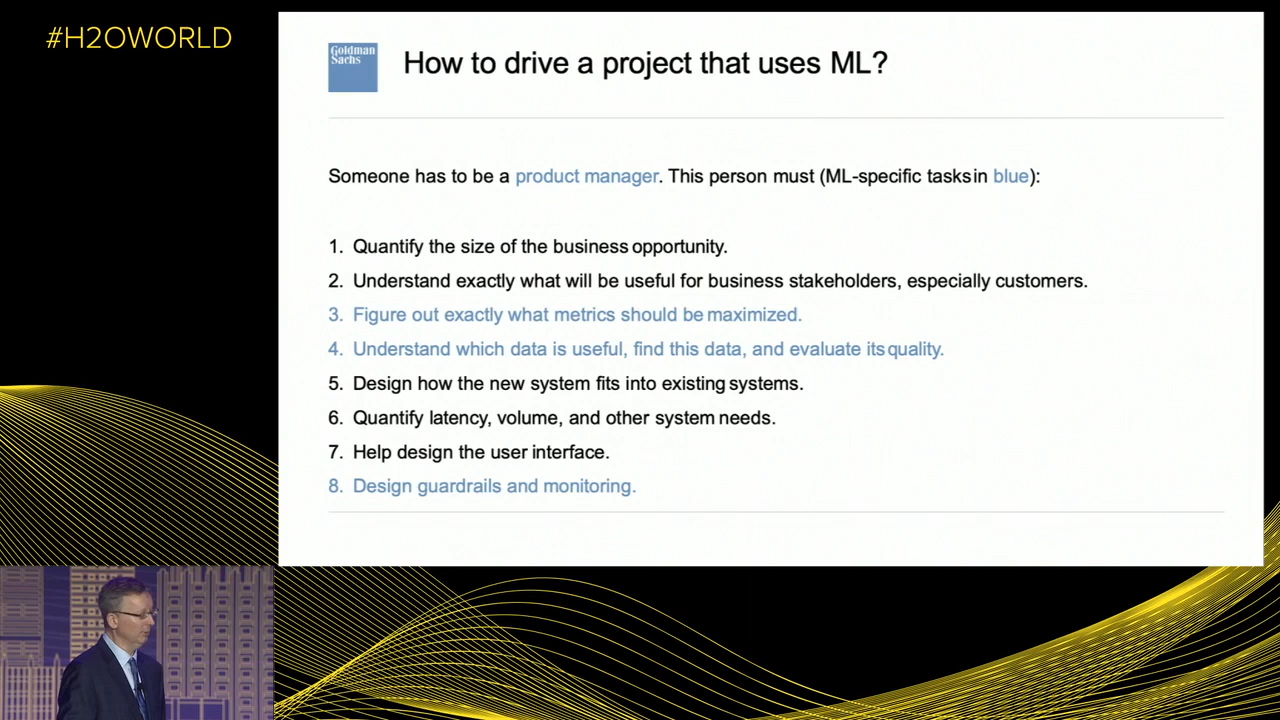 #H2OWORLD
Goldman
Sachs
How to drive a project that uses ML?
Someone has to be a product manager. This person must (ML-specific tasks in blue):
1. Quantify the size of the business opportunity.
2. Understand exactly what will be useful for business stakeholders, especially customers.
3. Figure out exactly what metrics should be maximized.
4. Understand which data is useful, find this data, and evaluate its quality.
5. Design how the new system fits into existing systems.
6. Quantify latency, volume, and other system needs.
7. Help design the user interface.
8. Design guardrails and monitoring.